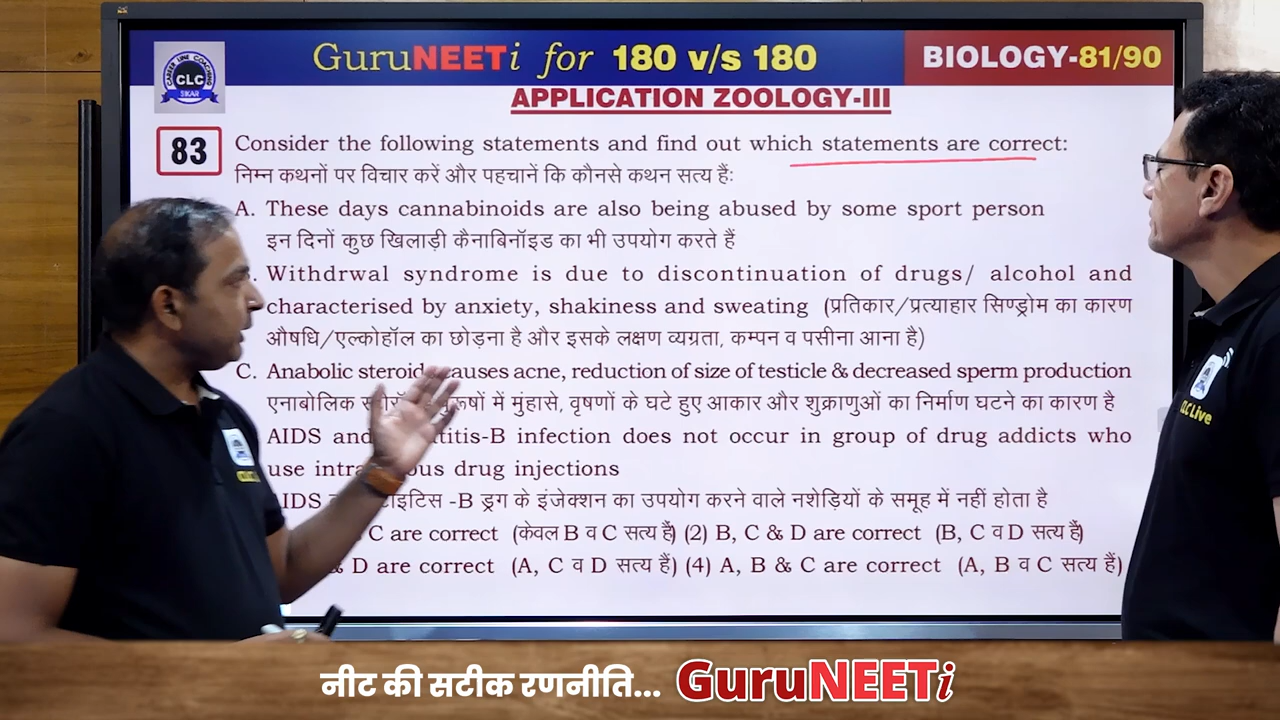 GuruNEETi for 180 v/s 180
BIOLOGY-81/90
CLC
SIKAR
APPLICATION ZOOLOGY-III
83
Consider the following statements and find out which statements are correct:
निम्न कथनों पर विचार करें और पहचानें कि कौनसे कथन सत्य हैं:
A. These days cannabinoids are also being abused by some sport person
इन दिनों कुछ खिलाड़ी कैनाबिनॉइड का भी उपयोग करते हैं
Withdrwal syndrome is due to discontinuation of drugs/ alcohol and
characterised by anxiety, shakiness and sweating (प्रतिकार/प्रत्याहार सिण्ड्रोम का कारण
औषधि/एल्कोहॉल का छोड़ना है और इसके लक्षण व्यग्रता, कम्पन व पसीना आना है)
C. Anabolic steroid causes acne, reduction of size of testicle & decreased sperm production
एनाबोलिक में मुंहासे, वृषणों के घटे हुए आकार और शुक्राणुओं का निर्माण घटने का कारण है
AIDS and infection does not occur in group of drug addicts who
use drug injections
AIDS -B ड्रग के इंजेक्शन का उपयोग करने वाले नशेड़ियों के समूह में नहीं होता है
C are correct (केवल B व C सत्य हैं) (2) B, C & D are correct (B, C व D सत्य हैं)
& D are correct (A, C व D सत्य हैं) (4) A, B & C are correct (A, B व C सत्य हैं)
CLC Live
नीट की सटीक रणनीति... GuruNEETi